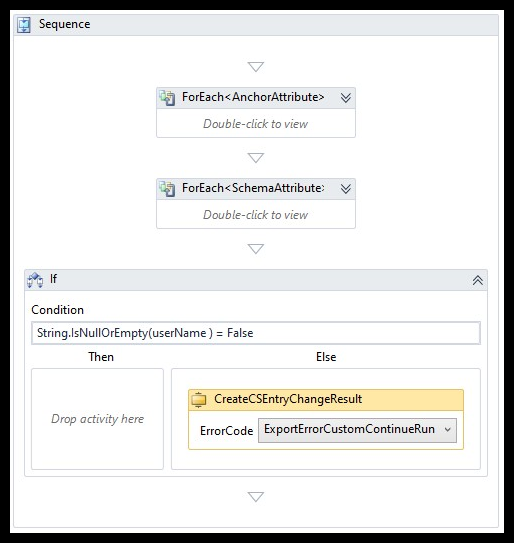 Sequence
ForEach<AnchorAttribute>
Double-click to view
ForEach<SchemaAttribute>
Double-click to view
If
Condition
String.IsNullOrEmpty(userName ) = False
Then
Else
Drop activity here
CreateCSEntryChangeResult
ErrorCode
ExportErrorCustomContinueRun